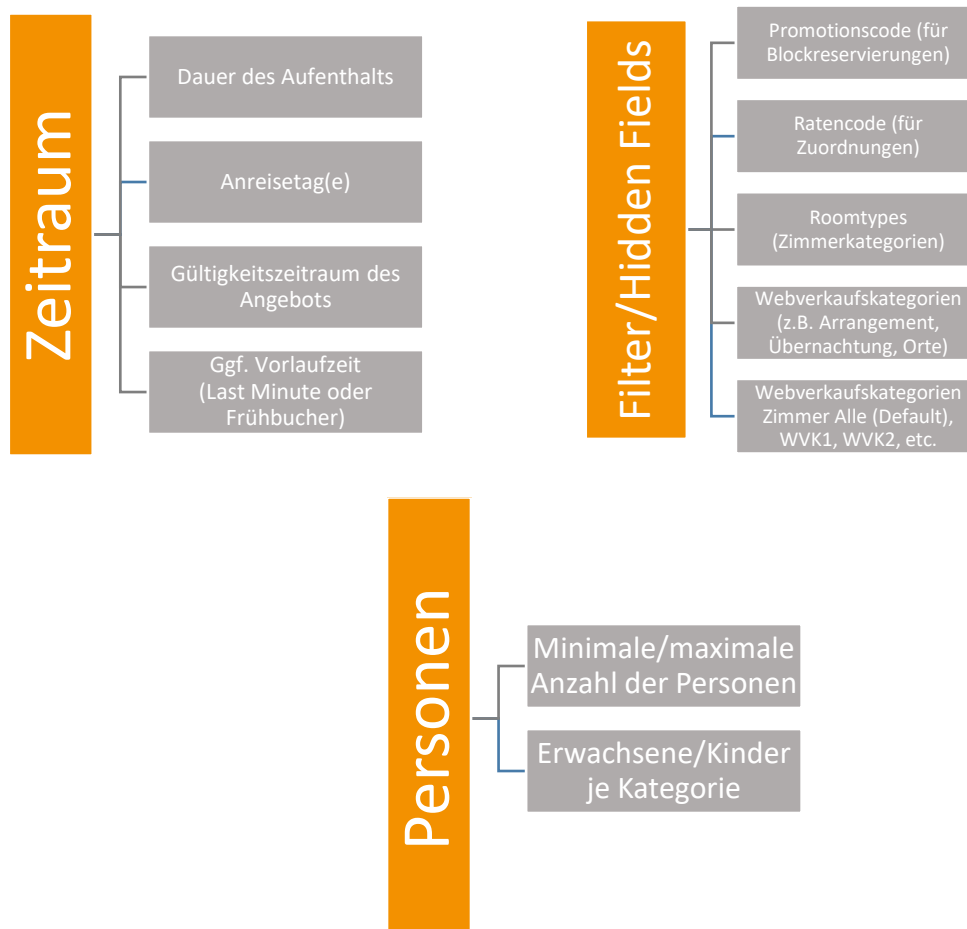 Zeitraum
Dauer des Aufenthalts
Anreisetag(e)
Gültigkeitszeitraum des
Angebots
Ggf. Vorlaufzeit
(Last Minute oder
Frühbucher)
Filter/Hidden Fields
Promotionscode (für
Blockreservierungen)
Ratencode (für
Zuordnungen)
Roomtypes
(Zimmerkategorien)
Webverkaufskategorien
(z.B. Arrangement,
Übernachtung, Orte)
Webverkaufskategorien
Zimmer Alle (Default),
WVK1, WVK2, etc.
Personen
Minimale/maximale
Anzahl der Personen
Erwachsene/Kinder
je Kategorie